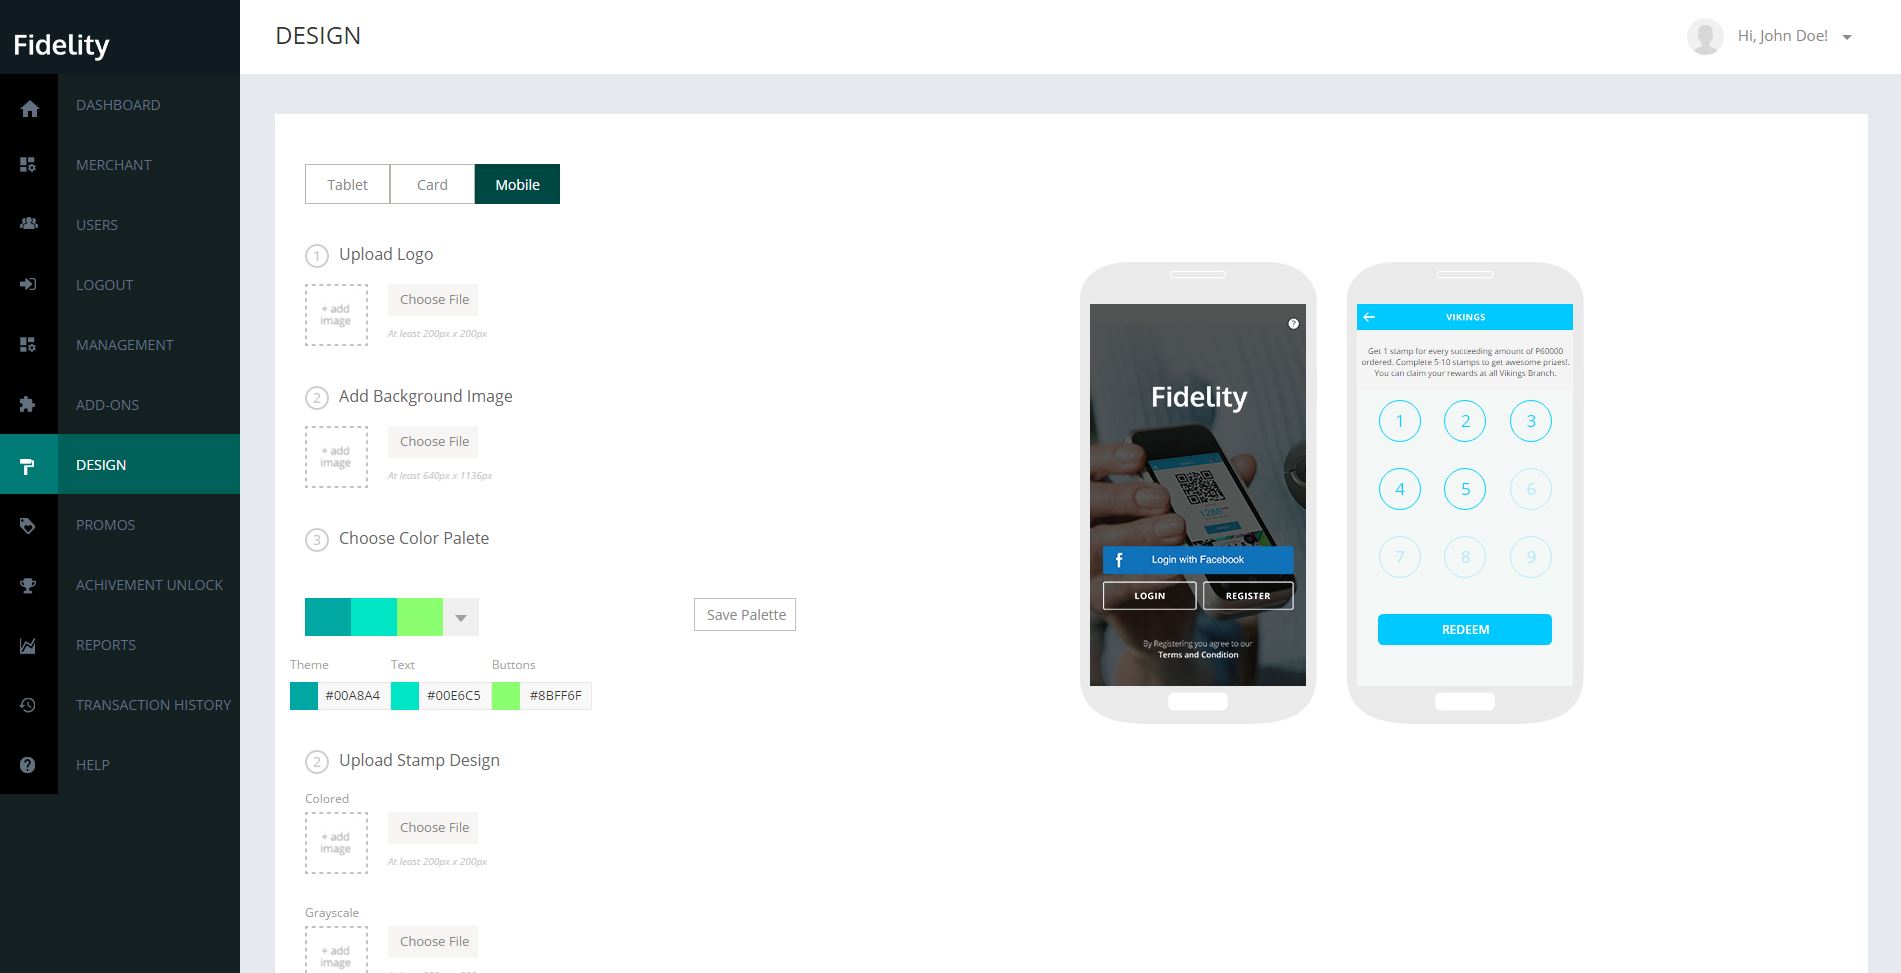 Fidelity
DESIGN
Hi, John Doe!
DASHBOARD
MERCHANT
USERS
LOGOUT
MANAGEMENT
ADD-ONS
DESIGN
PROMOS
ACHIVEMENT UNLOCK
REPORTS
TRANSACTION HISTORY
HELP
Tablet
Card
Mobile
1 Upload Logo
+ add
image
Choose File
At least 200px x 200px
2 Add Background Image
+ add
image
Choose File
At least 640px x 1136px
3 Choose Color Palete
Save Palette
Theme
Text
Buttons
#00A8A4
#00E6C5
#8BFF6F
2 Upload Stamp Design
Colored
+ add
image
Choose File
At least 200px x 200px
Grayscale
+ add
image
Choose File
?
Fidelity
f Login with Facebook
LOGIN
REGISTER
By Registering you agree to our
Terms and Condition
VIKINGS
Get 1 stamp for every succeeding amount of P60000
ordered. Complete 5-10 stamps to get awesome prizes!.
You can claim your rewards at all Vikings Branch.
1 2 3
4 5 6
7 8 9
REDEEM